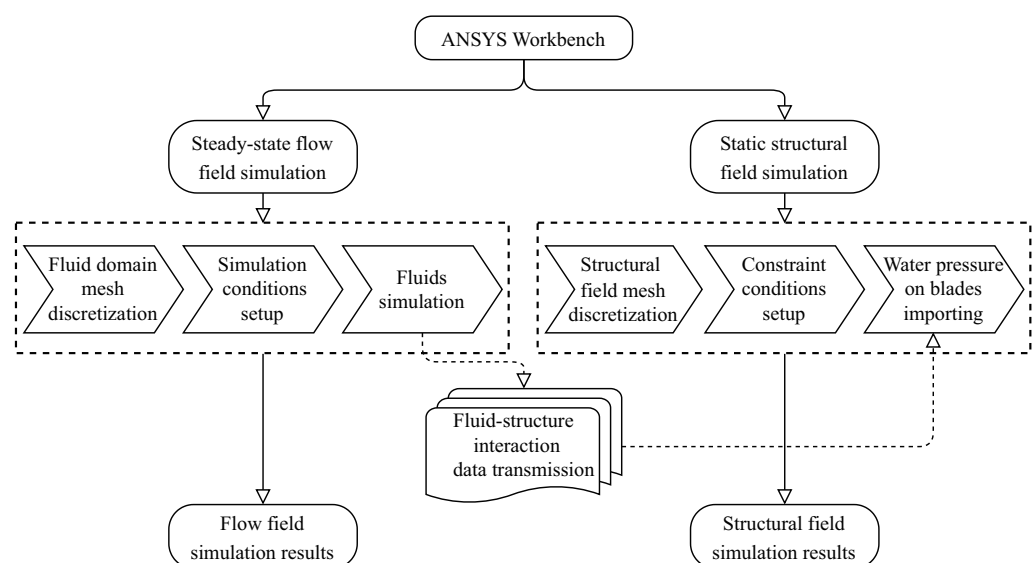 ANSYS Workbench
Steady-state flow
field simulation
Static structural
field simulation
Fluid domain
mesh
discretization
Simulation
conditions
setup
Fluids
simulation
Structural
field mesh
discretization
Constraint
conditions
setup
Water pressure
on blades
importing
Fluid-structure
interaction
data transmission
Flow field
simulation results
Structural field
simulation results